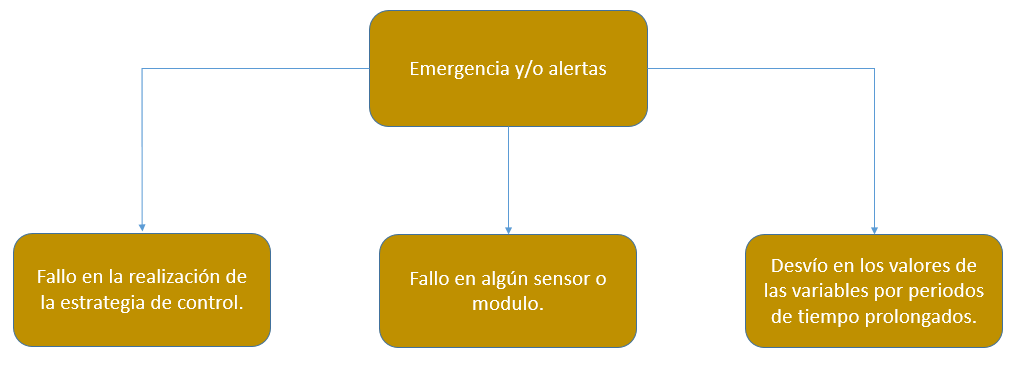 Emergencia y/o alertas
Fallo en la realización de
la estrategia de control.
Fallo en algún sensor o
modulo.
Desvío en los valores de
las variables por periodos
de tiempo prolongados.